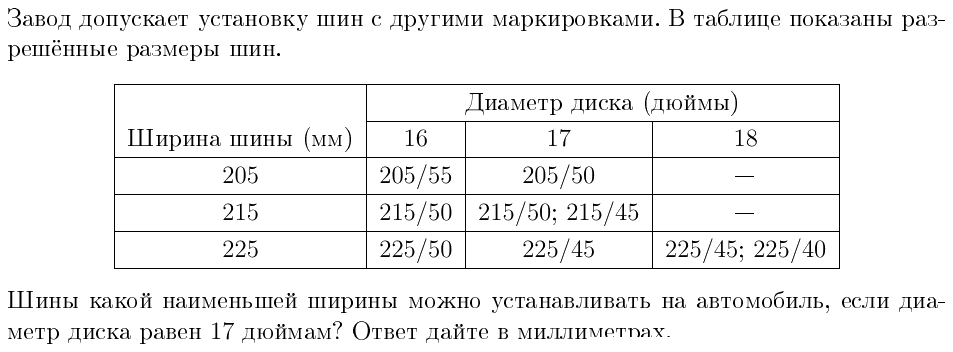 Завод допускает установку шин с другими маркировками. В таблице показаны раз-
решённые размеры шин.
Диаметр диска (дюймы)
Ширина шины (мм) 16 17 18
205 205/55 205/50 —
215 215/50 215/50; 215/45 —
225 225/50 225/45 225/45; 225/40
Шины какой наименьшей ширины можно устанавливать на автомобиль, если диа-
метр диска равен 17 дюймам? Ответ дайте в миллиметрах.